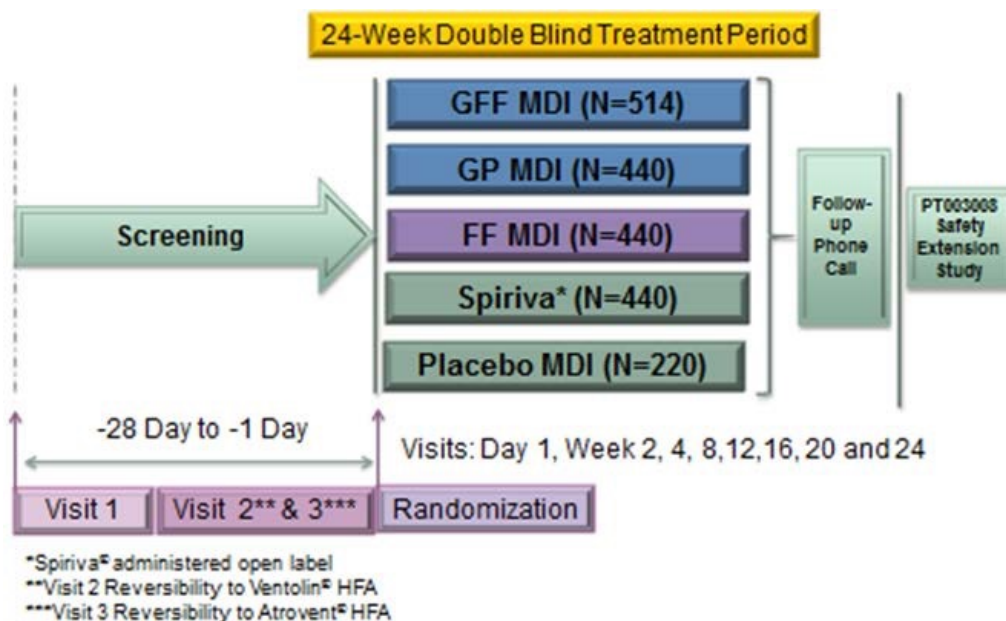 24-Week Double Blind Treatment Period
GFF MDI (N=514)
GP MDI (N=440)
FF MDI (N=440)
Spiriva* (N=440)
Placebo MDI (N=220)
Screening
Follow-
up
Phone
Call
PT003008
Safety
Extension
Study
-28 Day to -1 Day
Visits: Day 1, Week 2, 4, 8,12,16, 20 and 24
Visit 1
Visit 2** & 3***
Randomization
*Spiriva® administered open label
**Visit 2 Reversibility to Ventolin® HFA
***Visit 3 Reversibility to Atrovent® HFA